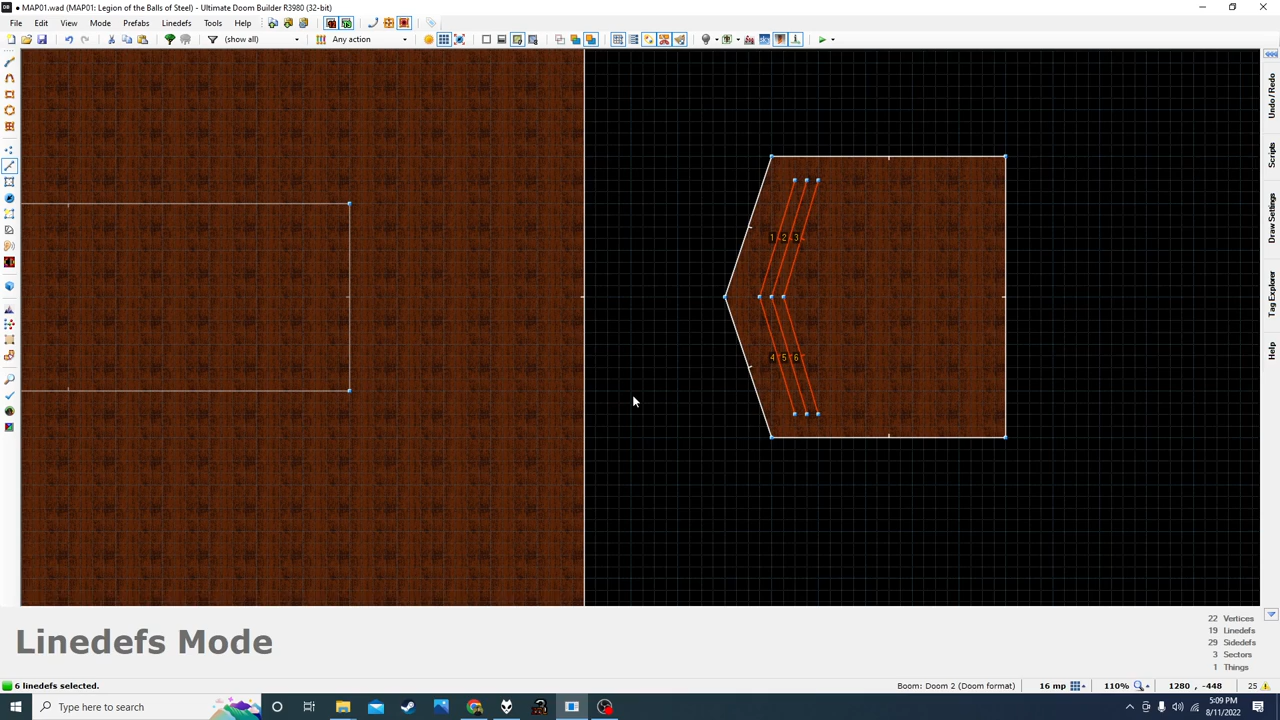 MAP01.wad (MAP01: Legion of the Balls of Steel) - Ultimate Doom Builder R3980 (32-bit)
File Edit View Mode Prefabs Linedefs Tools Help
(show all) Any action
Undo / Redo
Scripts
Draw Settings
Tag Explorer
Help
1 2 3
4 5 6
Linedefs Mode
22 Vertices
19 Linedefs
29 Sidedefs
3 Sectors
1 Things
6 linedefs selected.
Boom: Doom 2 (Doom format) 16 mp 110% 1280 , -448 25
Type here to search
5:09 PM
8/11/2022